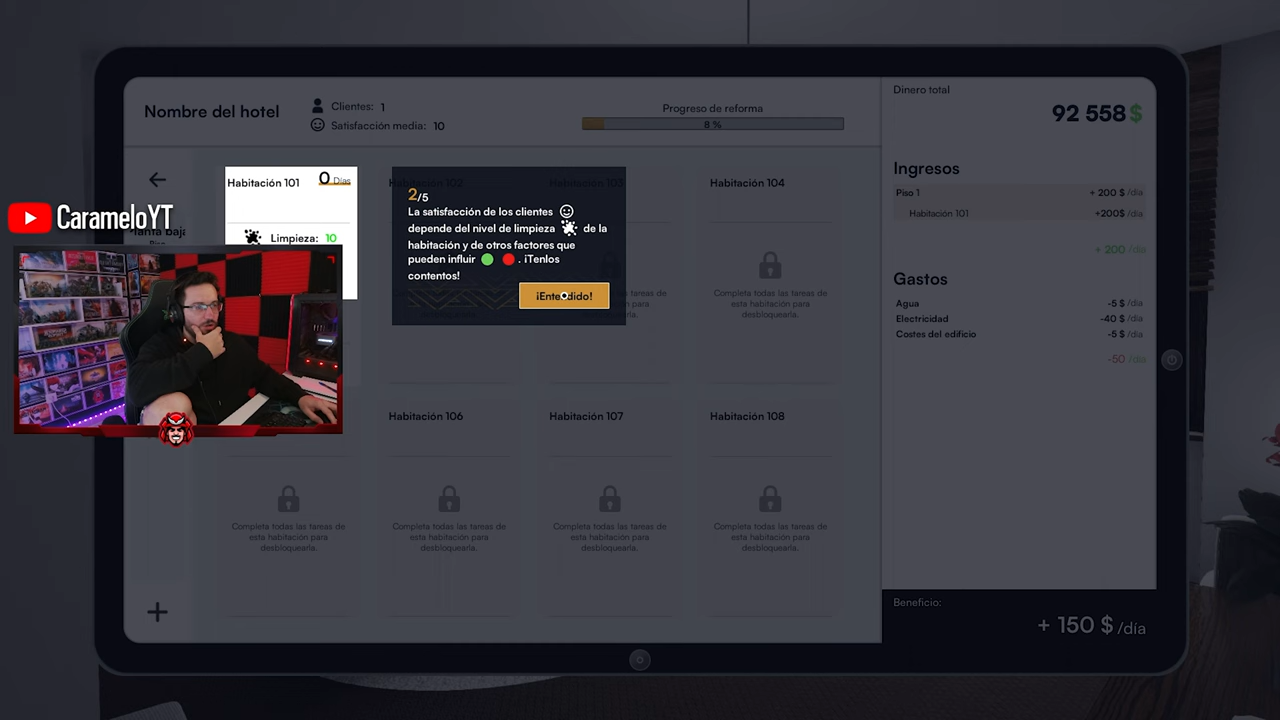 Nombre del hotel
Clientes: 1
Satisfacción media: 10
Progreso de reforma
8 %
Dinero total
92 558 $
Habitación 101
0 Días
Limpieza: 10
Habitación 102
Habitación 103
Habitación 104
2/5
La satisfacción de los clientes
depende del nivel de limpieza de la
habitación y de otros factores que
pueden influir . ¡Tenlos
contentos!
¡Entendido!
Completa todas las tareas de
esta habitación para
desbloquearla.
Ingresos
Piso 1 + 200 $ /día
Habitación 101 +200$ /día
+ 200 /día
Gastos
Agua -5 $ /día
Electricidad -40 $ /día
Costes del edificio -5 $ /día
-50 /día
CarameloYT
Habitación 106
Habitación 107
Habitación 108
Completa todas las tareas de
esta habitación para
desbloquearla.
Completa todas las tareas de
esta habitación para
desbloquearla.
Completa todas las tareas de
esta habitación para
desbloquearla.
Completa todas las tareas de
esta habitación para
desbloquearla.
Beneficio:
+ 150 $ /día